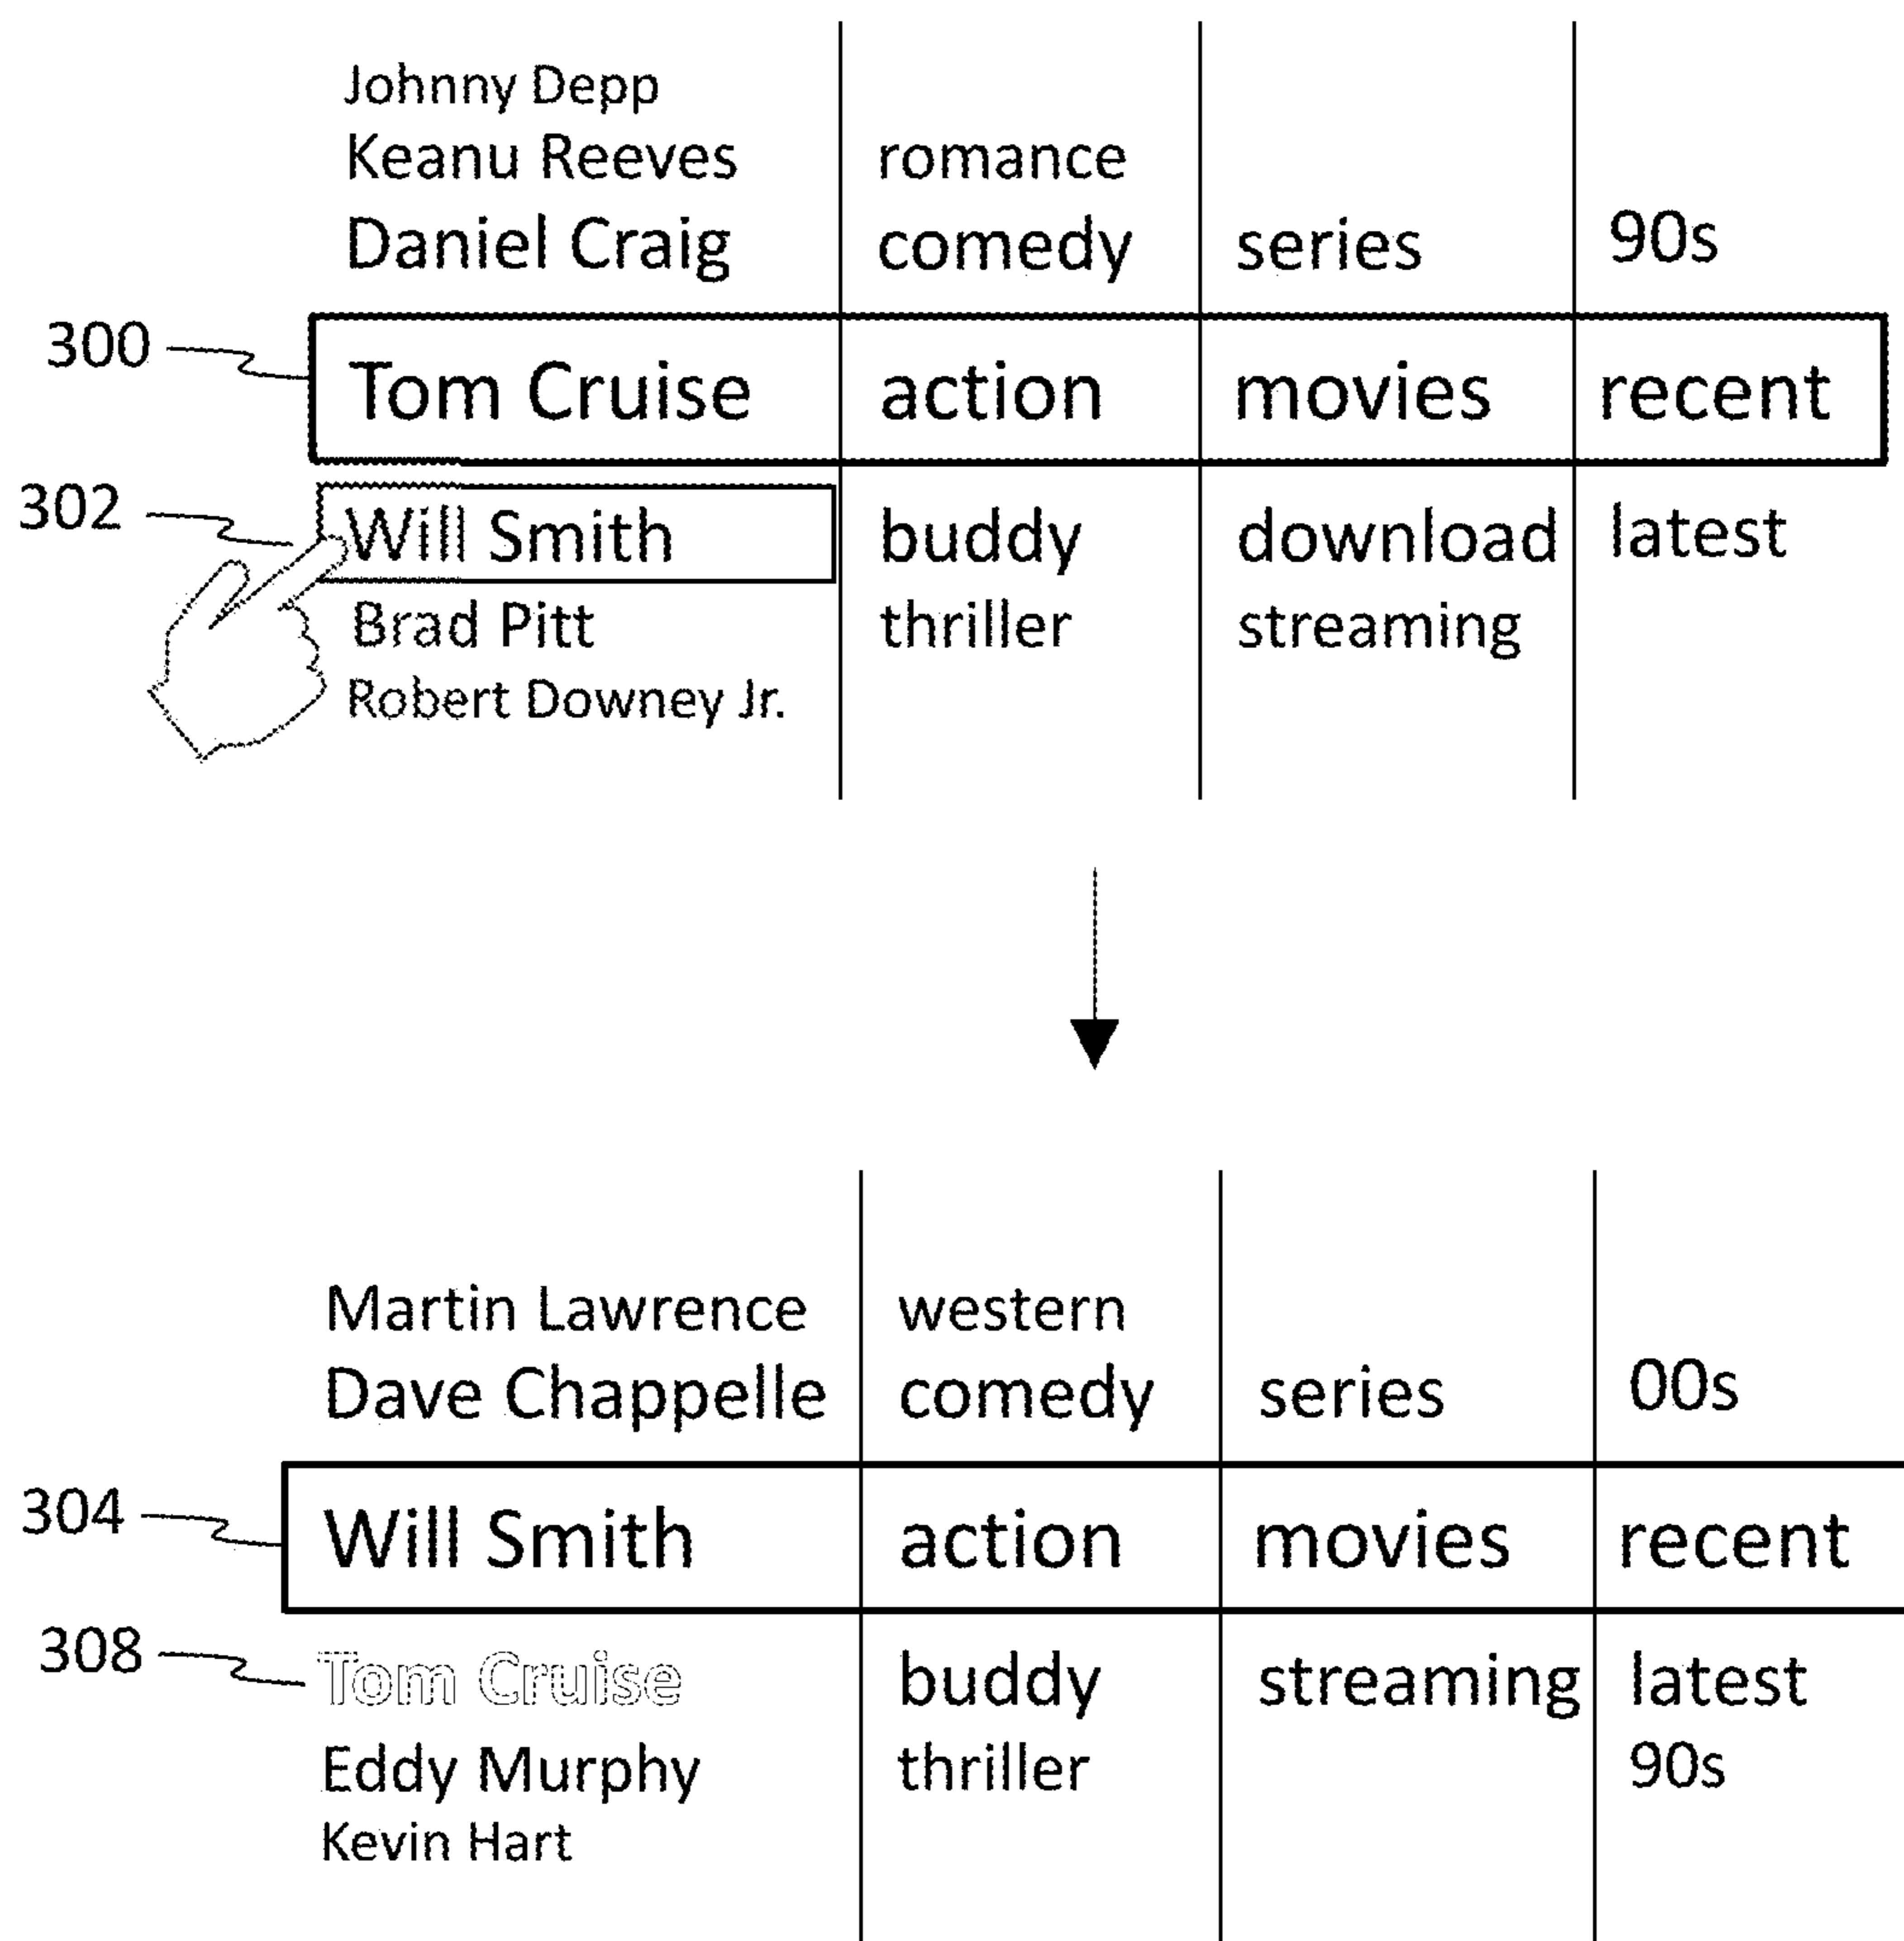 Johnny Depp
Keanu Reeves romance
Daniel Craig comedy series 90s
300 Tom Cruise action movies recent
302 Will Smith buddy download latest
Brad Pitt thriller streaming
Robert Downey Jr.
Martin Lawrence western
Dave Chappelle comedy series 00s
304 Will Smith action movies recent
308 Tom Cruise buddy streaming latest
Eddy Murphy thriller 90s
Kevin Hart